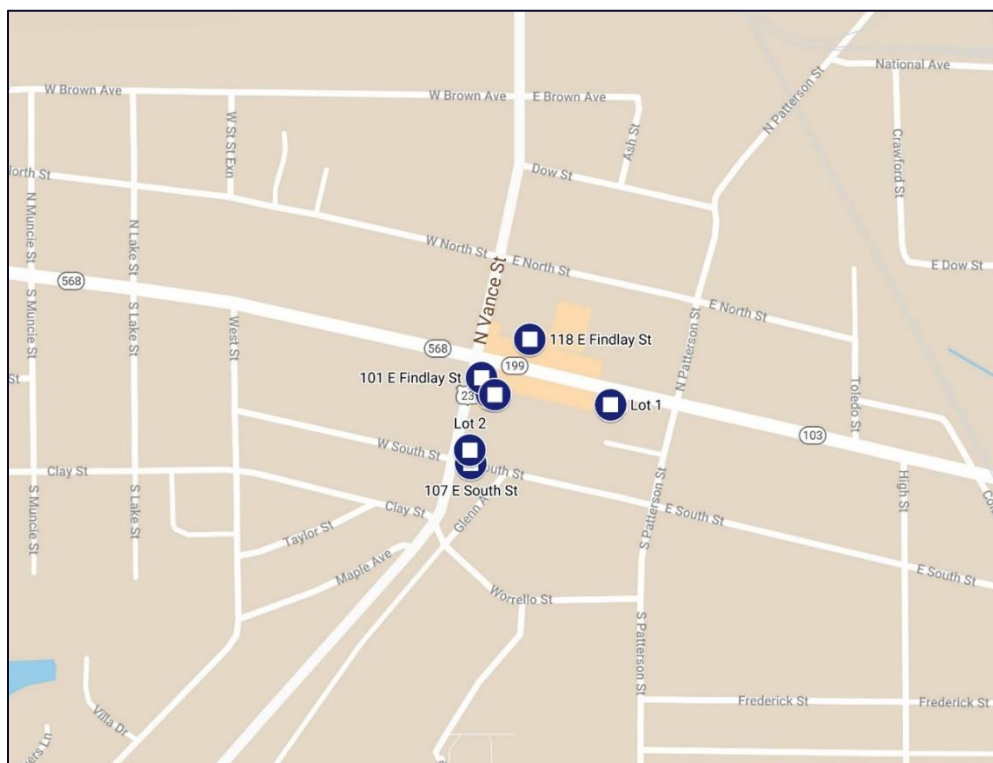 W Brown Ave
W Brown Ave
E Brown Ave
National Ave
N Patterson St
W St St Exn
Ash St
Crawford St
Dow St
North St
N Muncie St
N Lake St
W North St
E North St
E Dow St
N Vance St
568
S Muncie St
S Lake St
West St
E North St
N Patterson St
118 E Findlay St
568
199
101 E Findlay St
23
Lot 1
Toledo St
St
103
Lot 2
W South St
outh St
Clay St
107 E South St
High St
S Muncie St
S Lake St
Clay St
Glenn A
E South St
S Patterson St
Taylor St
Maple Ave
E South St
Worrello St
S Patterson St
Frederick St
Frederick St
Villa Dr
ers Ln